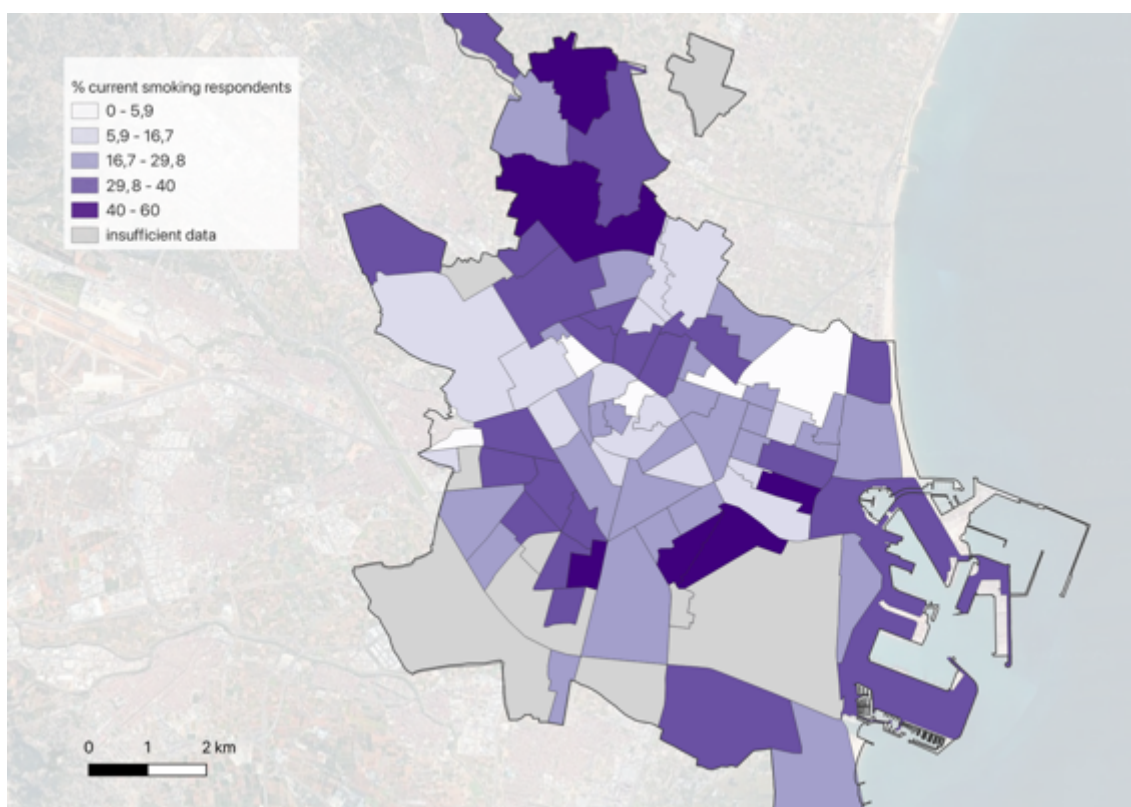 % current smoking respondents
0 - 5,9
5,9 - 16,7
16,7 - 29,8
29,8 - 40
40 - 60
insufficient data
0 1 2 km